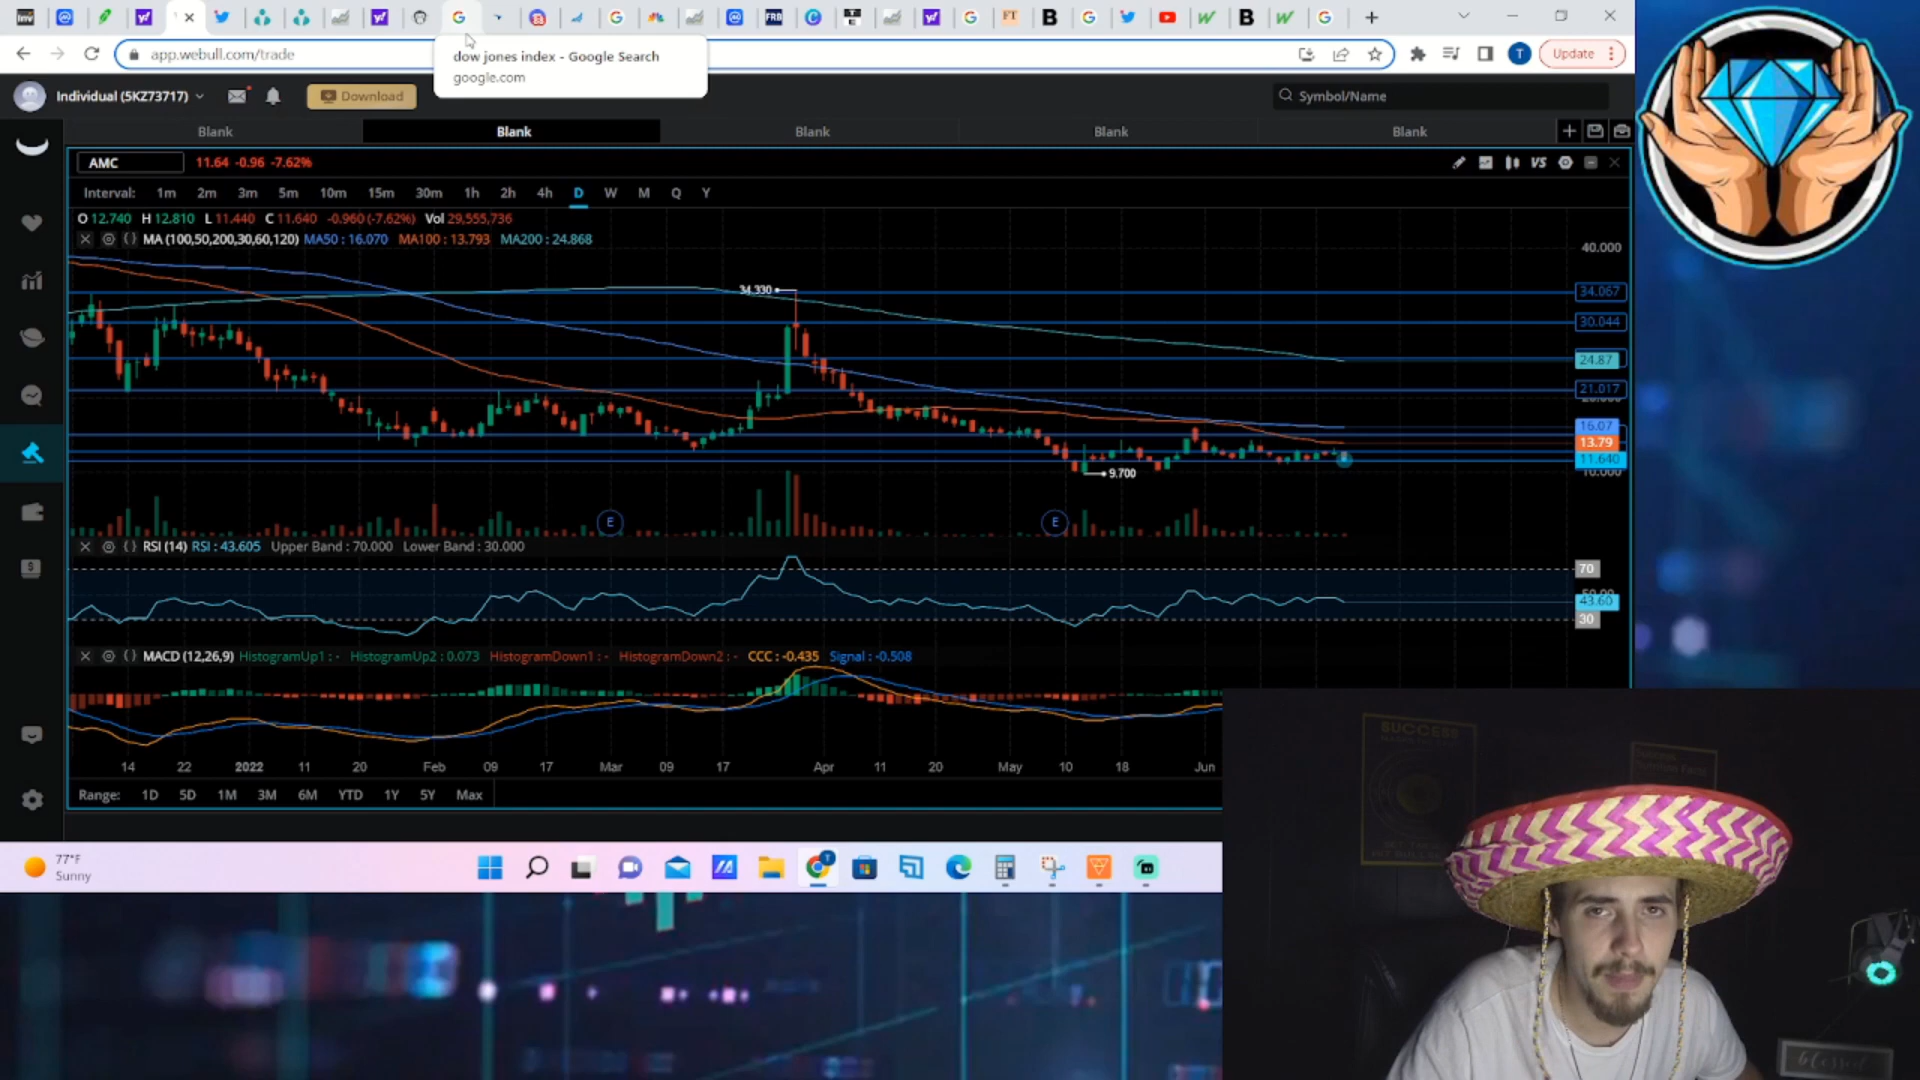 app.webull.com/trade
Update
dow jones index - Google Search
google.com
Individual (5KZ73717)
Download
Symbol/Name
Blank
Blank
Blank
Blank
Blank
AMC
11.64 -0.96 -7.62%
VS
Interval: 1m 2m 3m 5m 10m 15m 30m 1h 2h 4h D W M Q Y
O 12.740 H 12.810 L 11.440 C 11.640 -0.960(-7.62%) Vol 29,555,736
MA (100,50,200,30,60,120) MA50 : 16.070 MA100 : 13.793 MA200 : 24.868
40.000
34.330
34.067
30.044
24.87
21.017
16.07
13.79
11.640
9.700
E
E
RSI (14) RSI : 43.605 Upper Band : 70.000 Lower Band : 30.000
70
43.60
30
MACD (12,26,9) HistogramUp1 : - HistogramUp2 : 0.073 HistogramDown1 : - HistogramDown2 : - CCC : -0.435 Signal : -0.508
14 22 2022 11 20 Feb 09 17 Mar 09 17 Apr 11 20 May 10 18 Jun
Range: 1D 5D 1M 3M 6M YTD 1Y 5Y Max
77°F
Sunny
SUCCESS
blessed